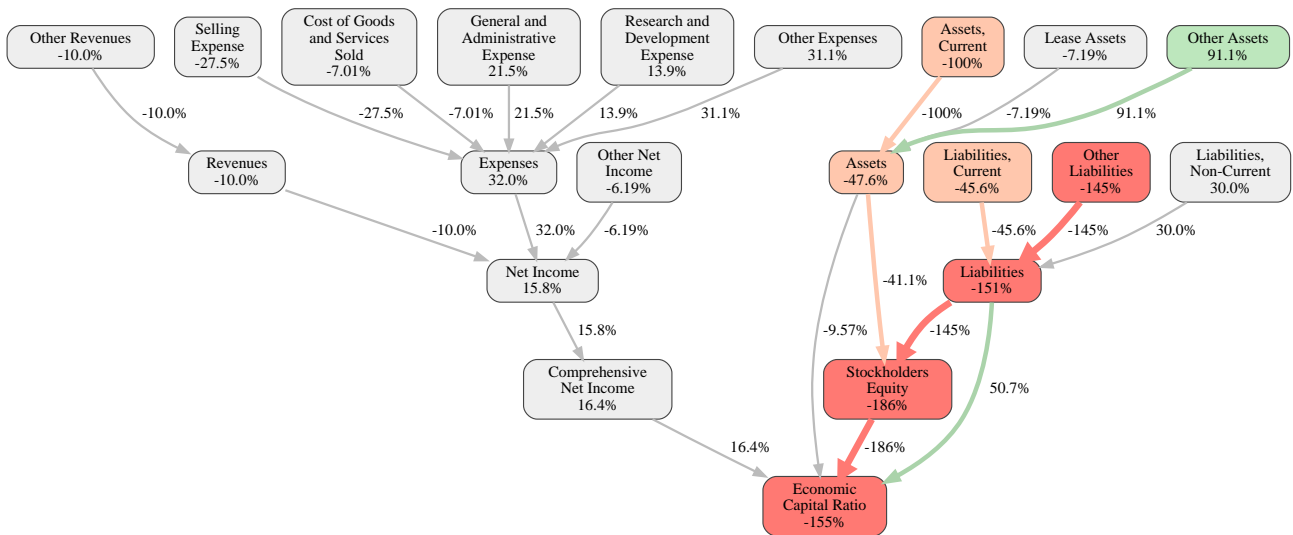 Other Revenues
-10.0%
Selling
Expense
-27.5%
Cost of Goods
and Services
Sold
-7.01%
General and
Administrative
Expense
21.5%
Research and
Development
Expense
13.9%
Other Expenses
31.1%
Assets,
Current
-100%
Lease Assets
-7.19%
Other Assets
91.1%
-10.0%
-27.5%
-7.01%
21.5%
13.9%
31.1%
-100%
-7.19%
91.1%
Revenues
-10.0%
Expenses
32.0%
Other Net
Income
-6.19%
Assets
-47.6%
Liabilities,
Current
-45.6%
Other
Liabilities
-145%
Liabilities,
Non-Current
30.0%
-10.0%
32.0%
-6.19%
-45.6%
-145%
30.0%
Net Income
15.8%
-41.1%
Liabilities
-151%
15.8%
-9.57%
-145%
Comprehensive
Net Income
16.4%
Stockholders
Equity
-186%
50.7%
16.4%
-186%
Economic
Capital Ratio
-155%